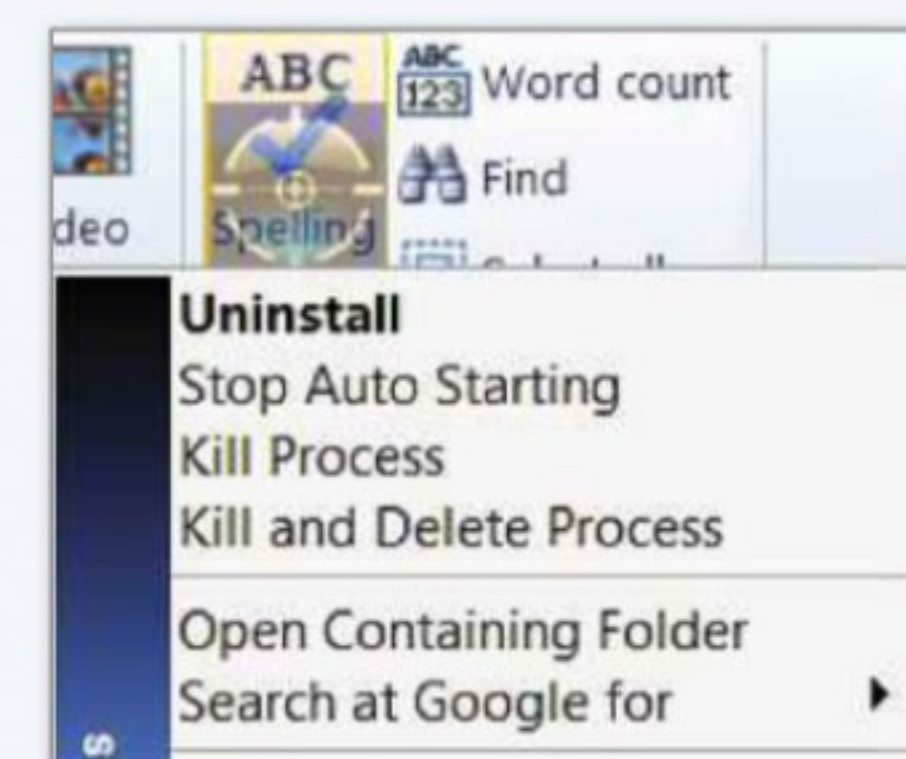 ABC
ABC
123
Word count
Find
deo
Spelling
Uninstall
Stop Auto Starting
Kill Process
Kill and Delete Process
Open Containing Folder
Search at Google for
s